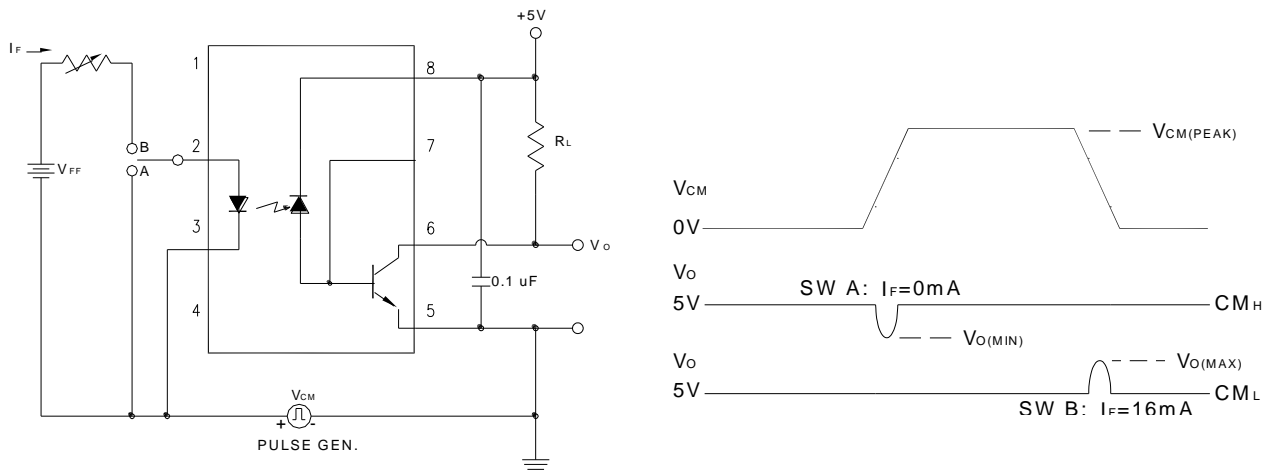 +5V
IF
1
8
B
A
2
7
RL
VFF
VCM(PEAK)
VCM
0V
3
6
VO
4
5
0.1 uF
VO
5V
SW A: IF=0mA
CMH
VO(MIN)
VO
5V
VO(MAX)
CML
SW B: IF=16mA
VCM
+ -
PULSE GEN.